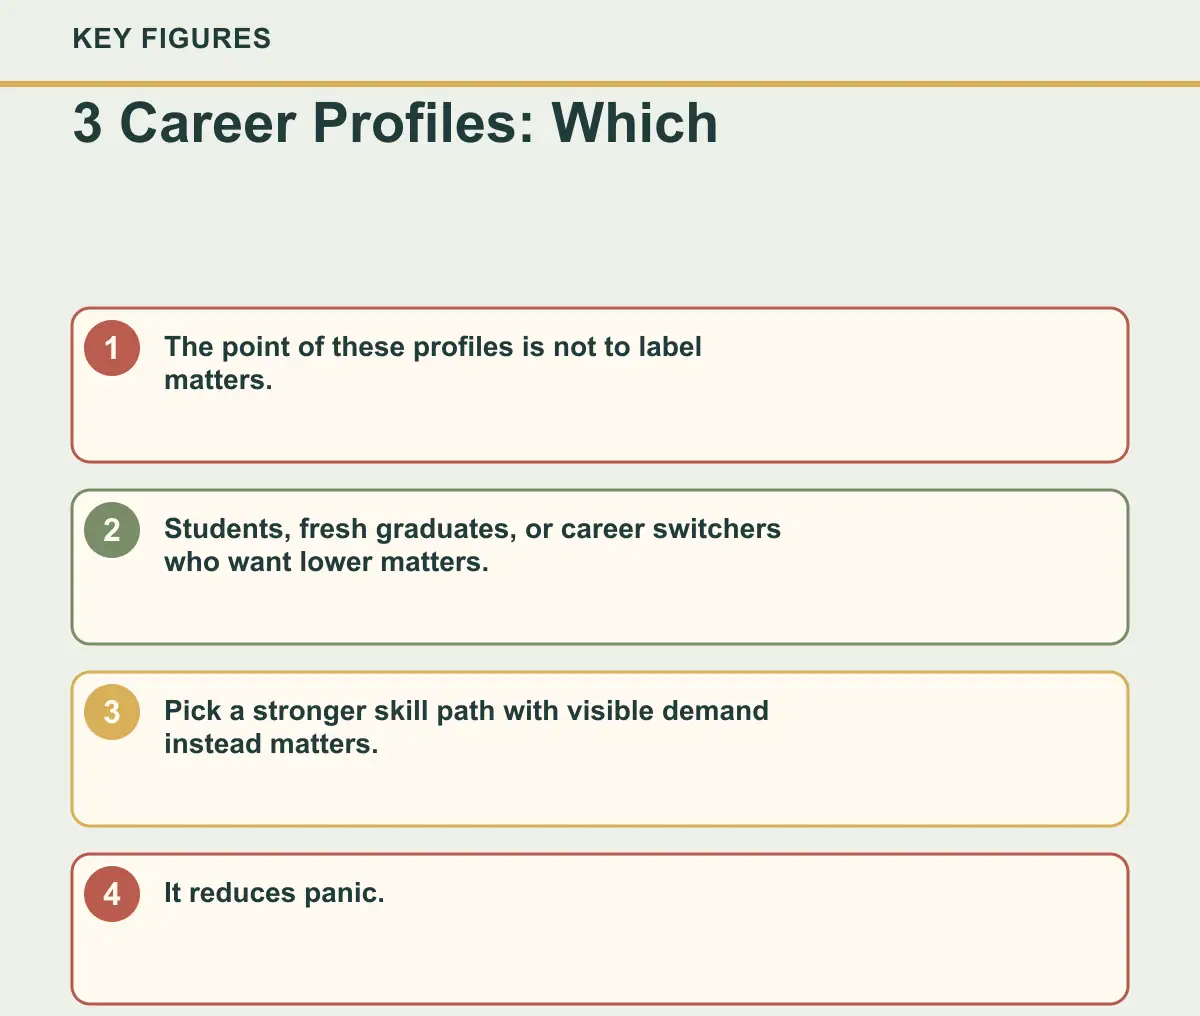 KEY FIGURES
3 Career Profiles: Which
1
The point of these profiles is not to label
matters.
2
Students, fresh graduates, or career switchers
who want lower matters.
3
Pick a stronger skill path with visible demand
instead matters.
4
It reduces panic.